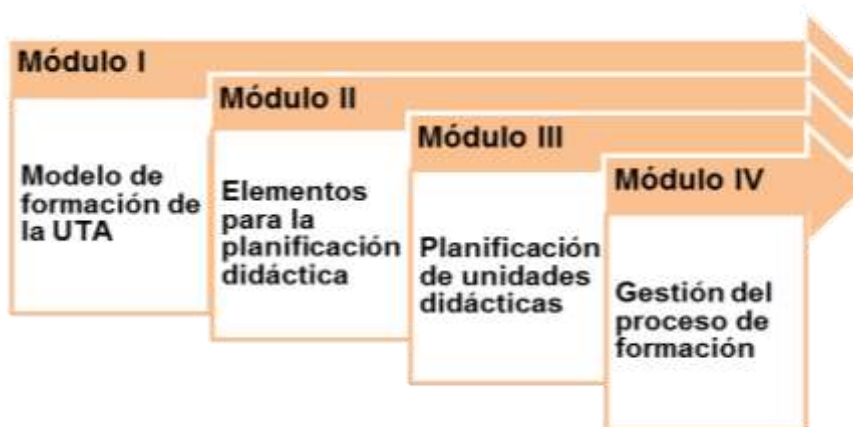 Módulo I
Modelo de
formación de
la UTA
Módulo II
Elementos
para la
planificación
didáctica
Módulo III
Planificación
de unidades
didácticas
Módulo IV
Gestión del
proceso de
formación